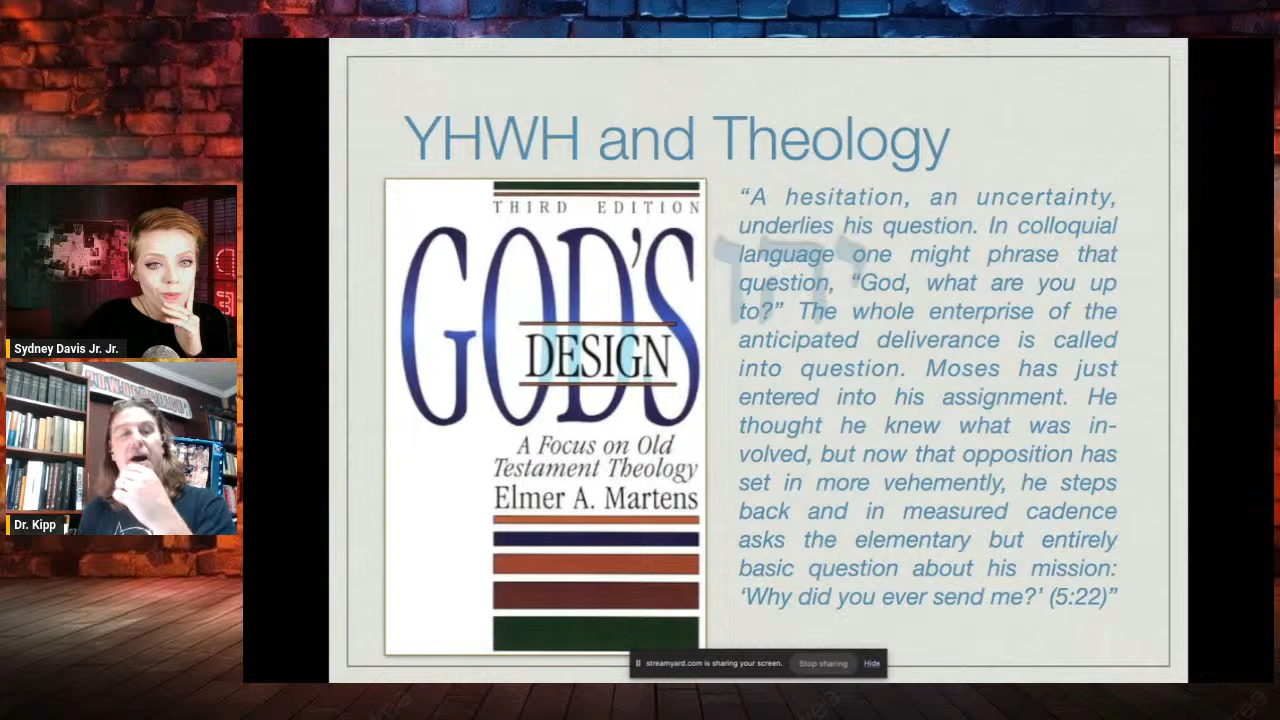 YHWH and Theology
THIRD EDITION
GOD'S
DESIGN
A Focus on Old
Testament Theology
Elmer A. Martens
“A hesitation, an uncertainty,
underlies his question. In colloquial
language one might phrase that
question, “God, what are you up
to?” The whole enterprise of the
anticipated deliverance is called
into question. Moses has just
entered into his assignment. He
thought he knew what was in-
volved, but now that opposition has
set in more vehemently, he steps
back and in measured cadence
asks the elementary but entirely
basic question about his mission:
‘Why did you ever send me?’ (5:22)”
Sydney Davis Jr. Jr.
Dr. Kipp
streamyard.com is sharing your screen.
Stop sharing
Hide